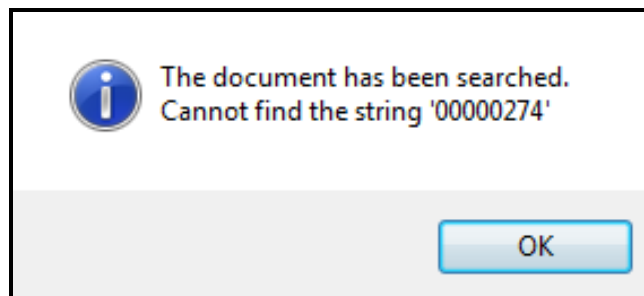 The document has been searched.
Cannot find the string '00000274'
OK